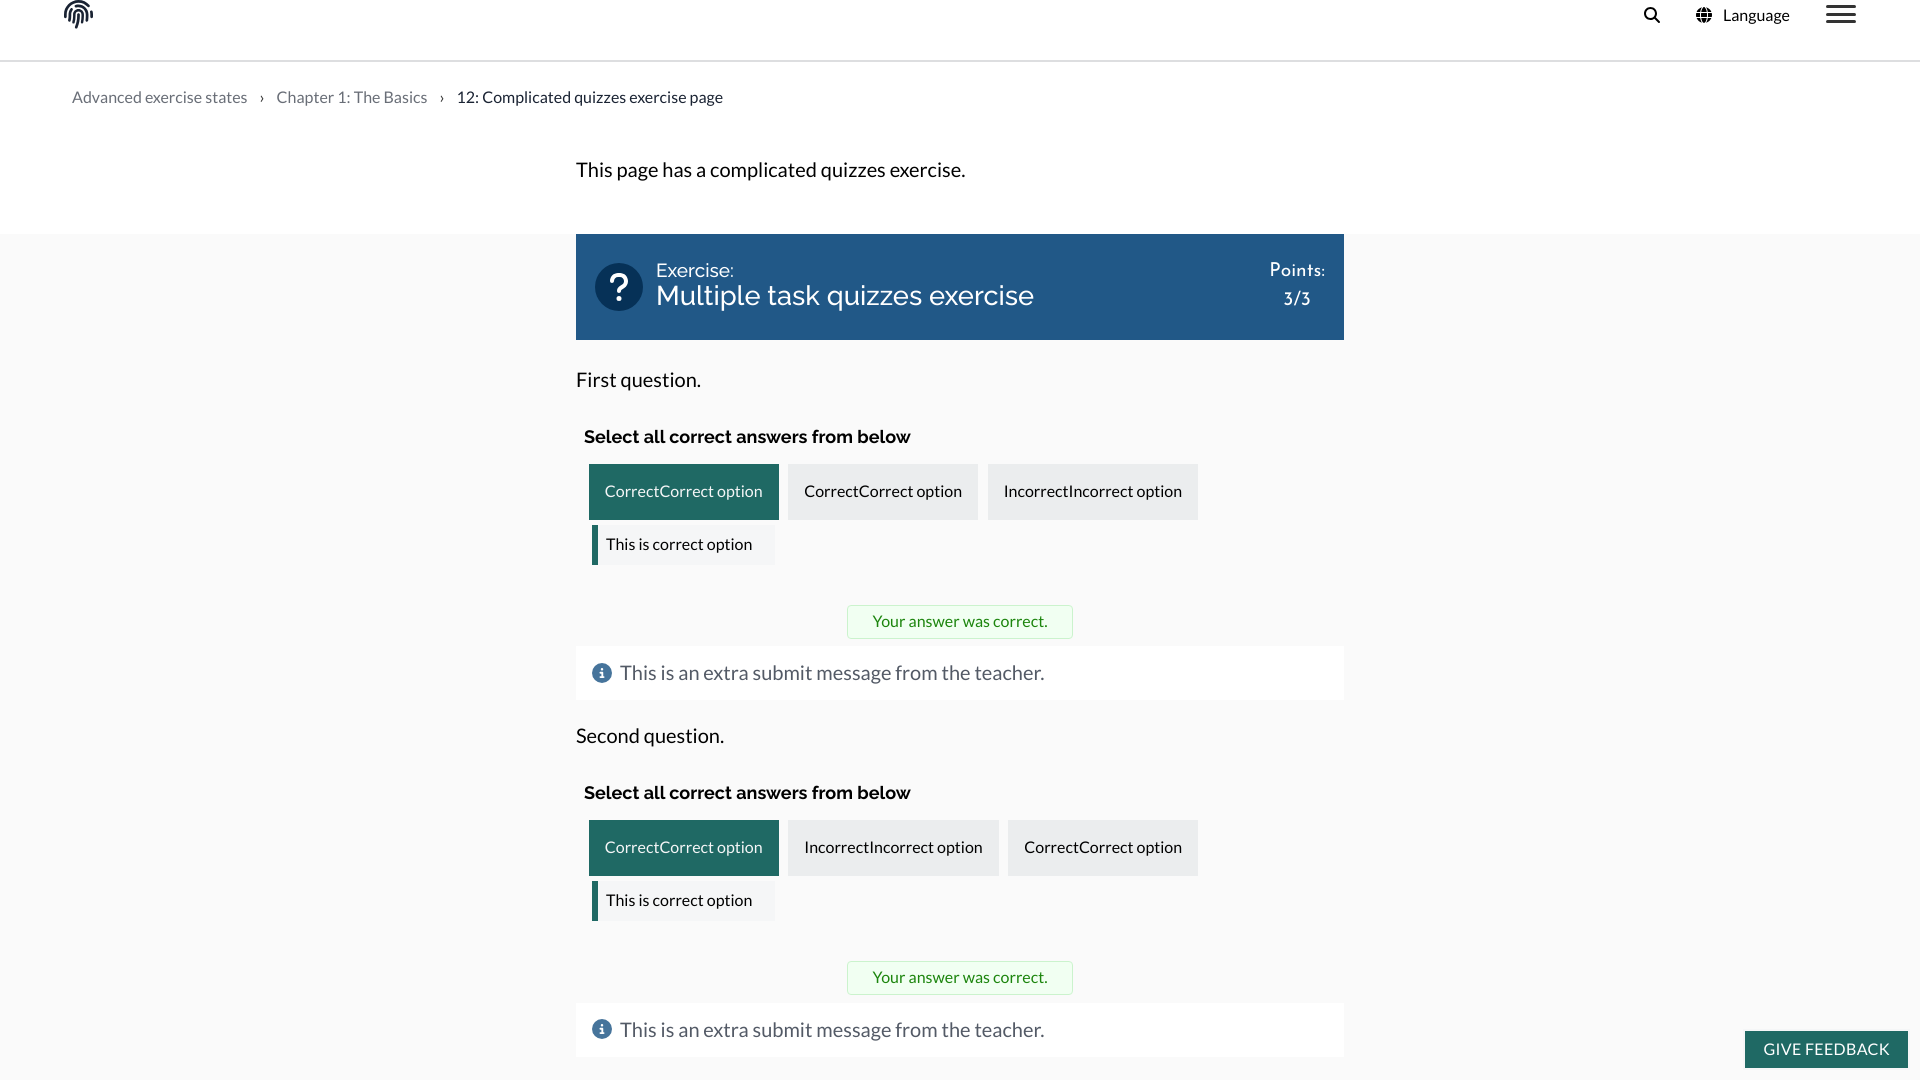 Language
Advanced exercise states › Chapter 1: The Basics › 12: Complicated quizzes exercise page
This page has a complicated quizzes exercise.
Exercise:
Multiple task quizzes exercise
Points:
3/3
First question.
Select all correct answers from below
CorrectCorrect option CorrectCorrect option IncorrectIncorrect option
This is correct option
Your answer was correct.
This is an extra submit message from the teacher.
Second question.
Select all correct answers from below
CorrectCorrect option IncorrectIncorrect option CorrectCorrect option
This is correct option
Your answer was correct.
This is an extra submit message from the teacher.
GIVE FEEDBACK